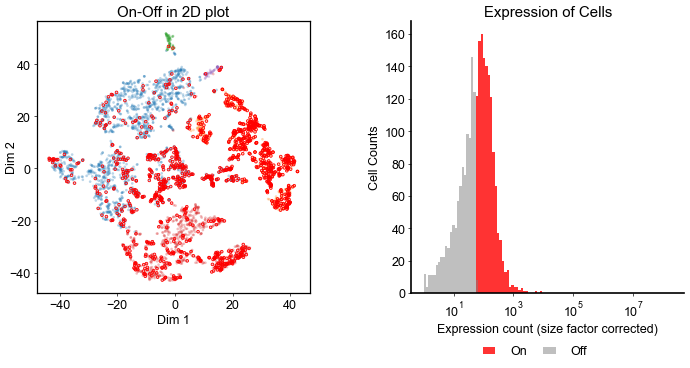 On-Off in 2D plot
Dim 2
40
20
0
−20
−40
−40 −20 0 20 40
Dim 1
Expression of Cells
Cell Counts
160
140
120
100
80
60
40
20
0
10^1 10^3 10^5 10^7
Expression count (size factor corrected)
On Off